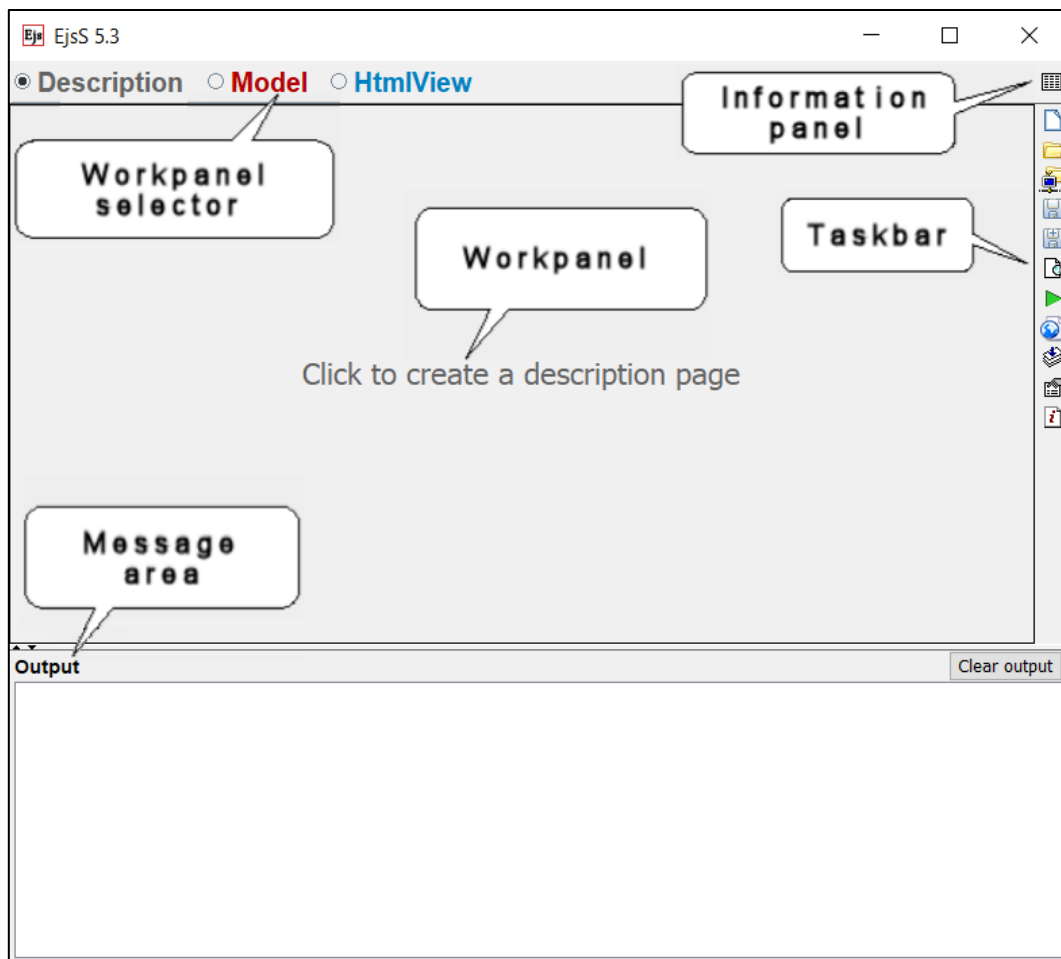 Ejs EjsS 5.3
Description Model HtmlView
Information
panel
Workpanel
selector
Workpanel
Taskbar
Click to create a description page
Message
area
Output
Clear output